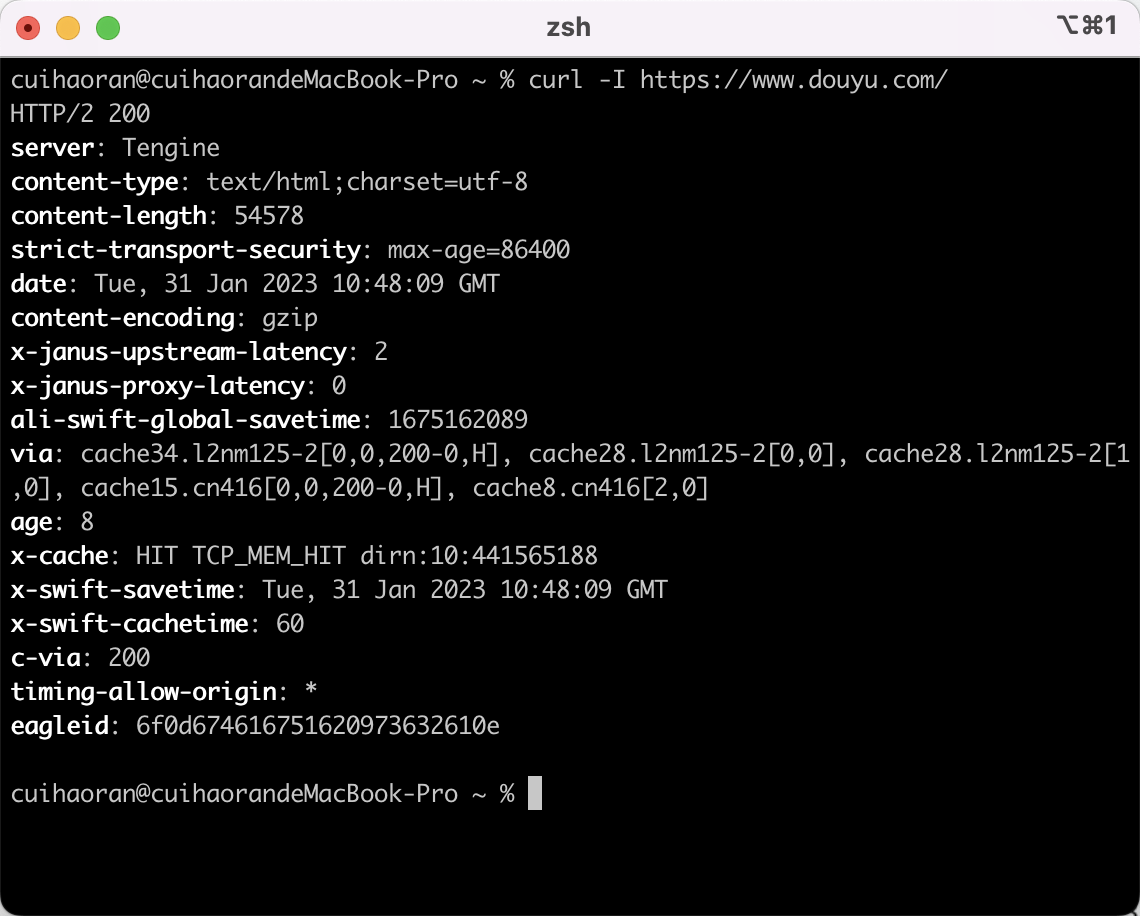 zsh
⌥⌘1
cuihaoran@cuihaorandeMacBook-Pro ~ % curl -I https://www.douyu.com/
HTTP/2 200
server: Tengine
content-type: text/html;charset=utf-8
content-length: 54578
strict-transport-security: max-age=86400
date: Tue, 31 Jan 2023 10:48:09 GMT
content-encoding: gzip
x-janus-upstream-latency: 2
x-janus-proxy-latency: 0
ali-swift-global-savetime: 1675162089
via: cache34.l2nm125-2[0,0,200-0,H], cache28.l2nm125-2[0,0], cache28.l2nm125-2[1
,0], cache15.cn416[0,0,200-0,H], cache8.cn416[2,0]
age: 8
x-cache: HIT TCP_MEM_HIT dirn:10:441565188
x-swift-savetime: Tue, 31 Jan 2023 10:48:09 GMT
x-swift-cachetime: 60
c-via: 200
timing-allow-origin: *
eagleid: 6f0d674616751620973632610e
cuihaoran@cuihaorandeMacBook-Pro ~ %